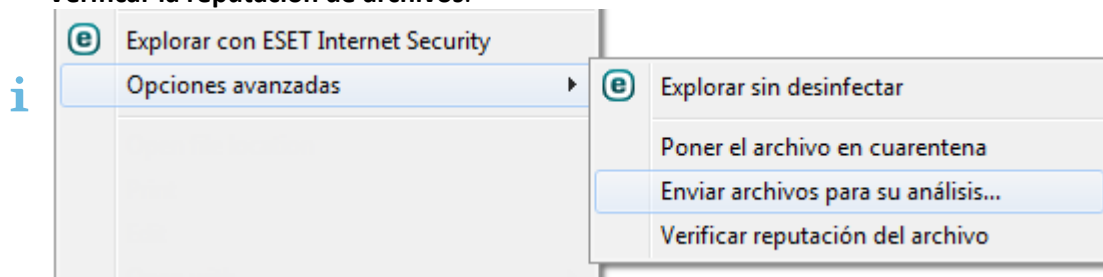 Verificar la reputación de archivos.
Explorar con ESET Internet Security
Opciones avanzadas
Explorar sin desinfectar
Poner el archivo en cuarentena
Enviar archivos para su análisis...
Verificar reputación del archivo